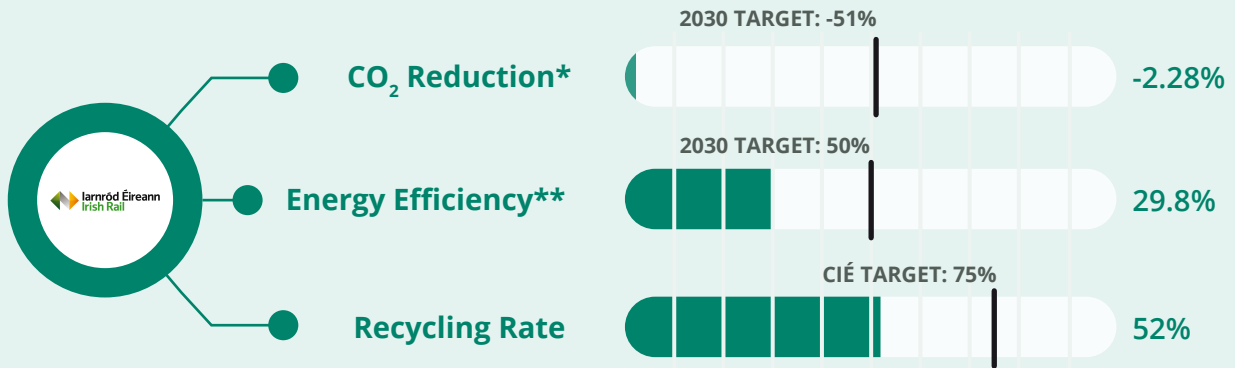 2030 TARGET: -51%
CO₂ Reduction*
-2.28%
2030 TARGET: 50%
Iarnród Éireann
Irish Rail
Energy Efficiency**
29.8%
CIÉ TARGET: 75%
Recycling Rate
52%